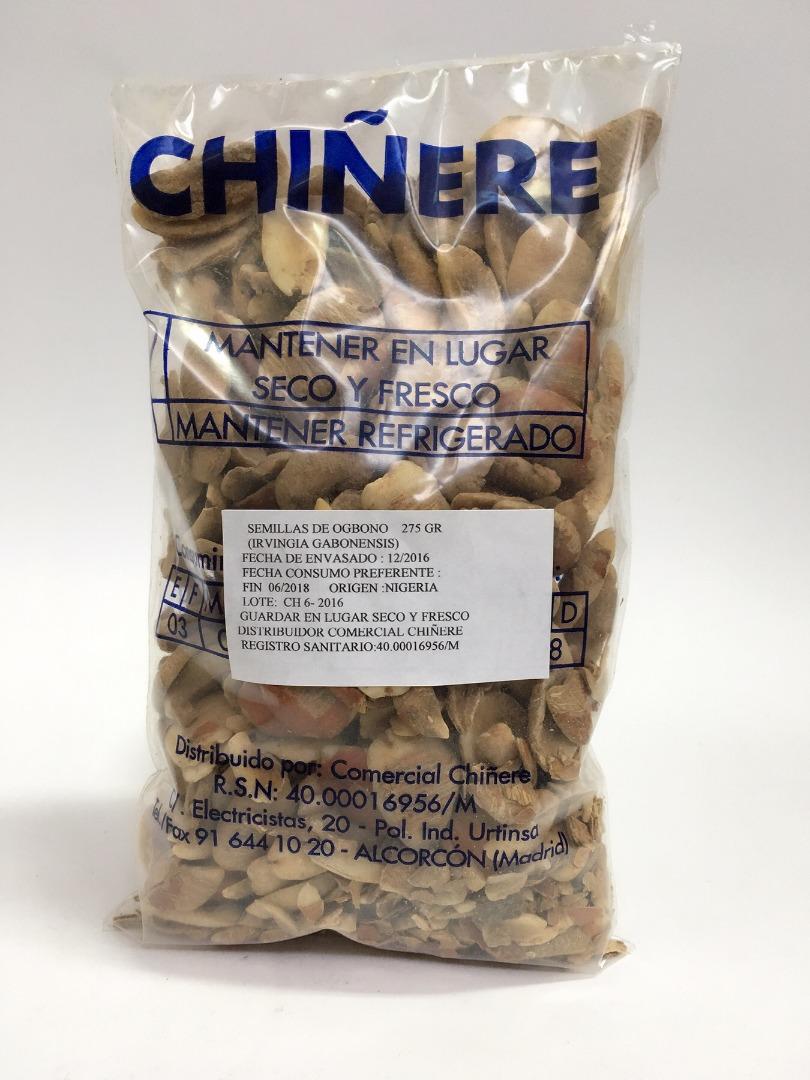 CHIÑERE
MANTENER EN LUGAR
SECO Y FRESCO
MANTENER REFRIGERADO
SEMILLAS DE OGBONO 275 GR
(IRVINGIA GABONENSIS)
FECHA DE ENVASADO : 12/2016
FECHA CONSUMO PREFERENTE :
FIN 06/2018 ORIGEN :NIGERIA
LOTE: CH 6- 2016
GUARDAR EN LUGAR SECO Y FRESCO
DISTRIBUIDOR COMERCIAL CHIÑERE
REGISTRO SANITARIO:40.00016956/M
E F M D
03 8
Distribuido por: Comercial Chiñere
R.S.N: 40.00016956/M
C/. Electricistas, 20 - Pol. Ind. Urtinsa
Tel./Fax 91 644 10 20 - ALCORCÓN (Madrid)